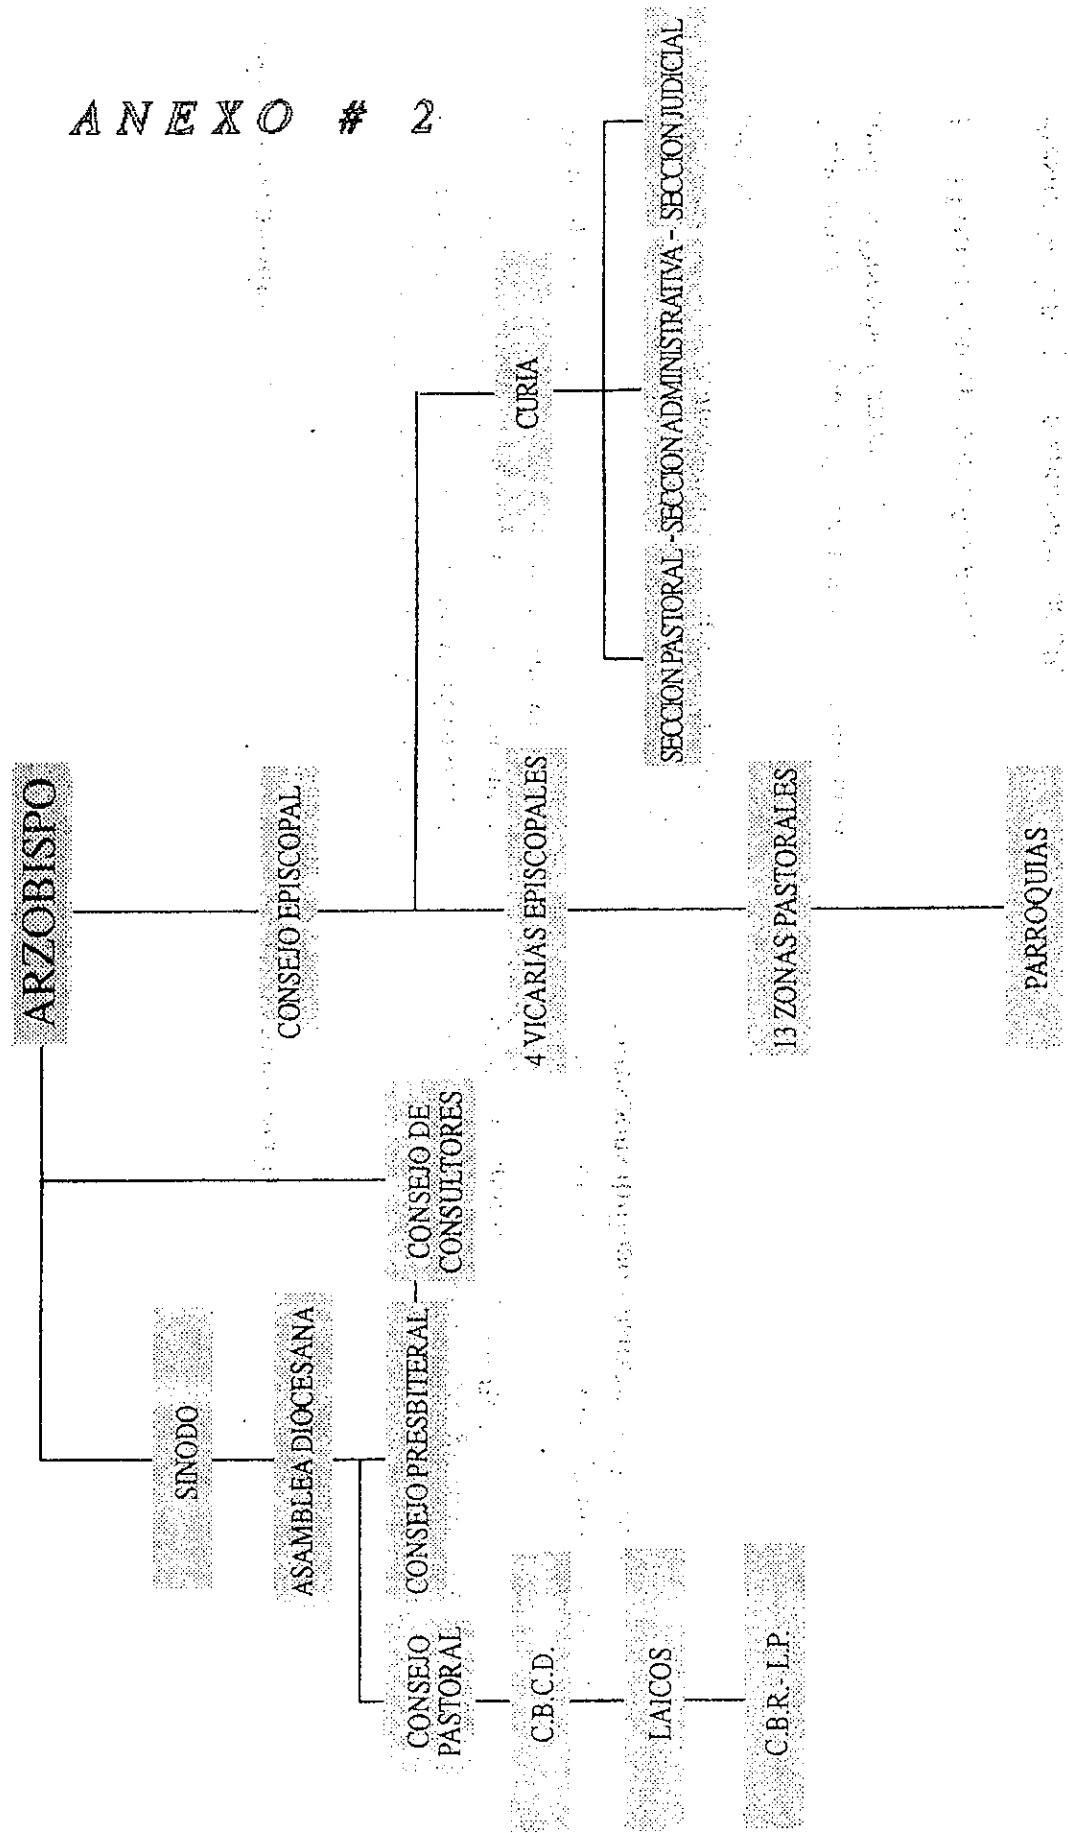 ANEXO # 2
ARZOBISPO
SINODO
CONSEJO EPISCOPAL
ASAMBLEA DIOCESANA
CONSEJO
PASTORAL
CONSEJO PRESBITERAL
CONSEJO DE
CONSULTORES
C.B.C.D.
4 VICARIAS EPISCOPALES
CURIA
LAICOS
SECCION PASTORAL - SECCION ADMINISTRATIVA - SECCION JUDICIAL
C.B.R. - L.P.
13 ZONAS PASTORALES
PARROQUIAS